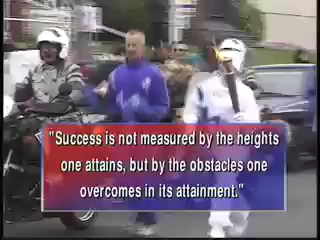 "Success is not measured by the heights
one attains, but by the obstacles one
overcomes in its attainment."